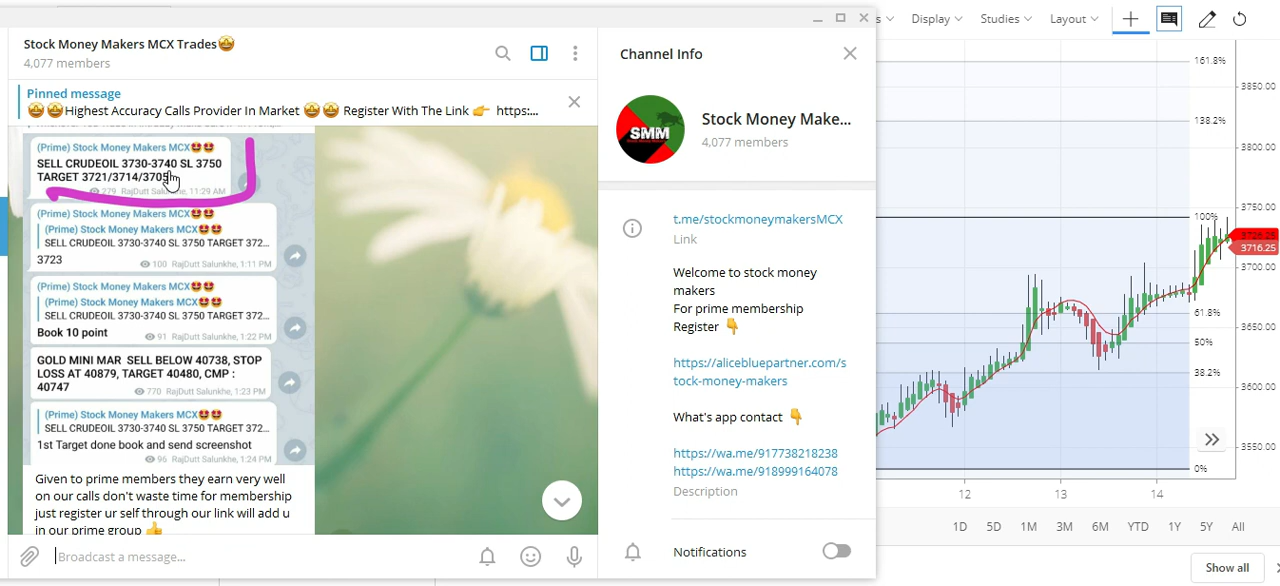 Stock Money Makers MCX Trades🤩
4,077 members
Pinned message
🤩🤩Highest Accuracy Calls Provider In Market 🤩🤩 Register With The Link 👉 https:...
(Prime) Stock Money Makers MCX🤩🤩
SELL CRUDEOIL 3730-3740 SL 3750
TARGET 3721/3714/3705
279 RajDutt Salunkhe, 11:29 AM
(Prime) Stock Money Makers MCX🤩🤩
(Prime) Stock Money Makers MCX🤩🤩
SELL CRUDEOIL 3730-3740 SL 3750 TARGET 372...
3723
100 RajDutt Salunkhe, 1:11 PM
(Prime) Stock Money Makers MCX🤩🤩
(Prime) Stock Money Makers MCX🤩🤩
SELL CRUDEOIL 3730-3740 SL 3750 TARGET 372...
Book 10 point
91 RajDutt Salunkhe, 1:22 PM
GOLD MINI MAR SELL BELOW 40738, STOP
LOSS AT 40879, TARGET 40480, CMP :
40747
770 RajDutt Salunkhe, 1:23 PM
(Prime) Stock Money Makers MCX🤩🤩
SELL CRUDEOIL 3730-3740 SL 3750 TARGET 372...
1st Target done book and send screenshot
96 RajDutt Salunkhe, 1:24 PM
Given to prime members they earn very well
on our calls don't waste time for membership
just register ur self through our link will add u
in our prime group 👍
Broadcast a message...
Channel Info
SMM
Stock Money Make...
4,077 members
t.me/stockmoneymakersMCX
Link
Welcome to stock money
makers
For prime membership
Register 👇
https://alicebluepartner.com/s
tock-money-makers
What's app contact 👇
https://wa.me/917738218238
https://wa.me/918999164078
Description
Notifications
s
Display
Studies
Layout
161.8%
138.2%
100%
61.8%
50%
38.2%
0%
3850.00
3800.00
3750.00
3716.25
3700.00
3650.00
3600.00
3550.00
12
13
14
1D
5D
1M
3M
6M
YTD
1Y
5Y
All
Show all